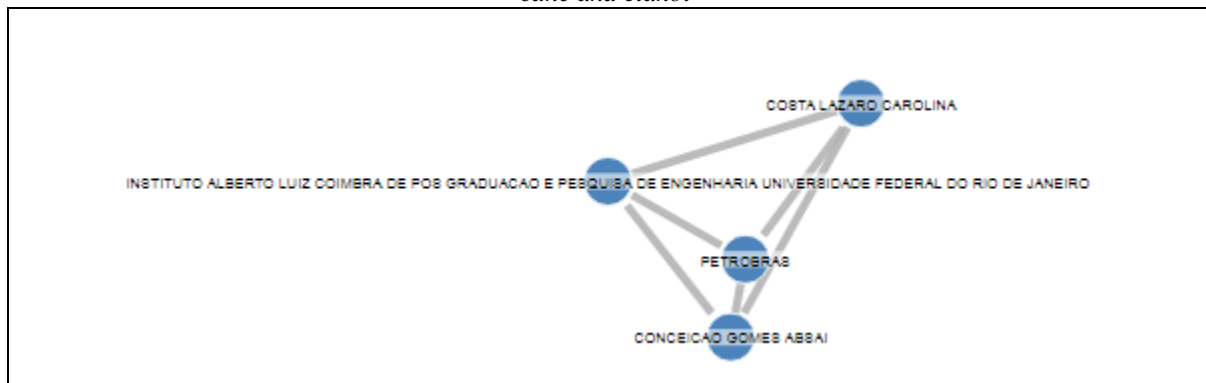 COSTA LAZARO CAROLINA
INSTITUTO ALBERTO LUIZ COIMBRA DE POS GRADUACAO E PESQUISA DE ENGENHARIA UNIVERSIDADE FEDERAL DO RIO DE JANEIRO
PETROBRAS
CONCEICAO GOMES ABSAI